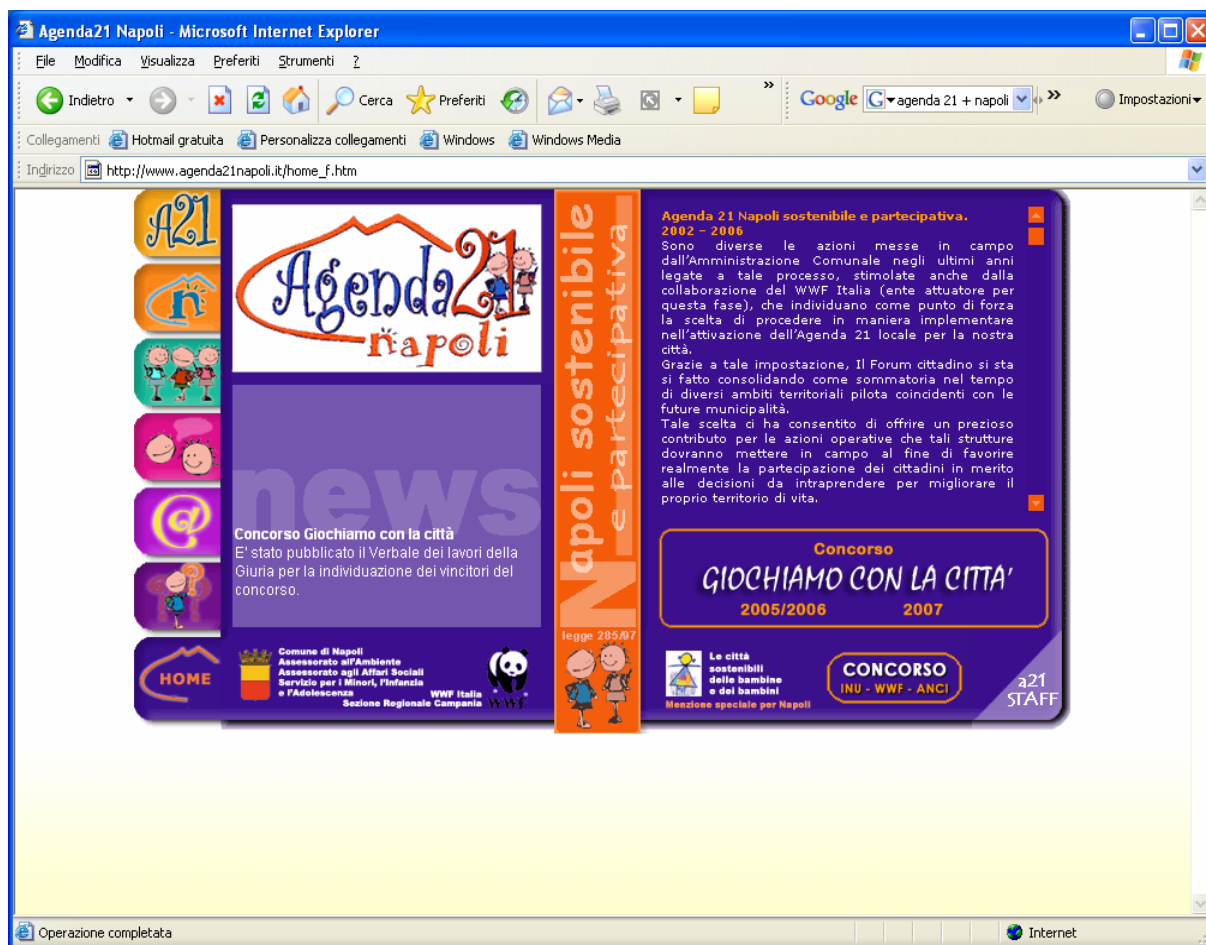 Agenda21 Napoli - Microsoft Internet Explorer
File Modifica Visualizza Preferiti Strumenti ?
Indietro Cerca Preferiti Google G agenda 21 + napoli Impostazioni
Collegamenti Hotmail gratuita Personalizza collegamenti Windows Windows Media
Indirizzo http://www.agenda21napoli.it/home_f.htm
A21
n
@
HOME
Agenda21
napoli
news
Concorso Giochiamo con la città
E' stato pubblicato il Verbale dei lavori della
Giuria per la individuazione dei vincitori del
concorso.
Comune di Napoli
Assessorato all'Ambiente
Assessorato agli Affari Sociali
Servizio per i Minori, l'Infanzia
e l'Adolescenza
WWF Italia
Sezione Regionale Campania
WWF
Napoli sostenibile
e partecipativa
legge 285/97
Agenda 21 Napoli sostenibile e partecipativa.
2002 – 2006
Sono diverse le azioni messe in campo
dall'Amministrazione Comunale negli ultimi anni
legate a tale processo, stimolate anche dalla
collaborazione del WWF Italia (ente attuatore per
questa fase), che individuano come punto di forza
la scelta di procedere in maniera implementare
nell'attivazione dell'Agenda 21 locale per la nostra
città.
Grazie a tale impostazione, Il Forum cittadino si sta
si fatto consolidando come sommatoria nel tempo
di diversi ambiti territoriali pilota coincidenti con le
future municipalità.
Tale scelta ci ha consentito di offrire un prezioso
contributo per le azioni operative che tali strutture
dovranno mettere in campo al fine di favorire
realmente la partecipazione dei cittadini in merito
alle decisioni da intraprendere per migliorare il
proprio territorio di vita.
Concorso
GIOCHIAMO CON LA CITTA'
2005/2006 2007
Le città
sostenibili
delle bambine
e dei bambini
Menzione speciale per Napoli
CONCORSO
INU - WWF - ANCI
a21
STAFF
Operazione completata
Internet